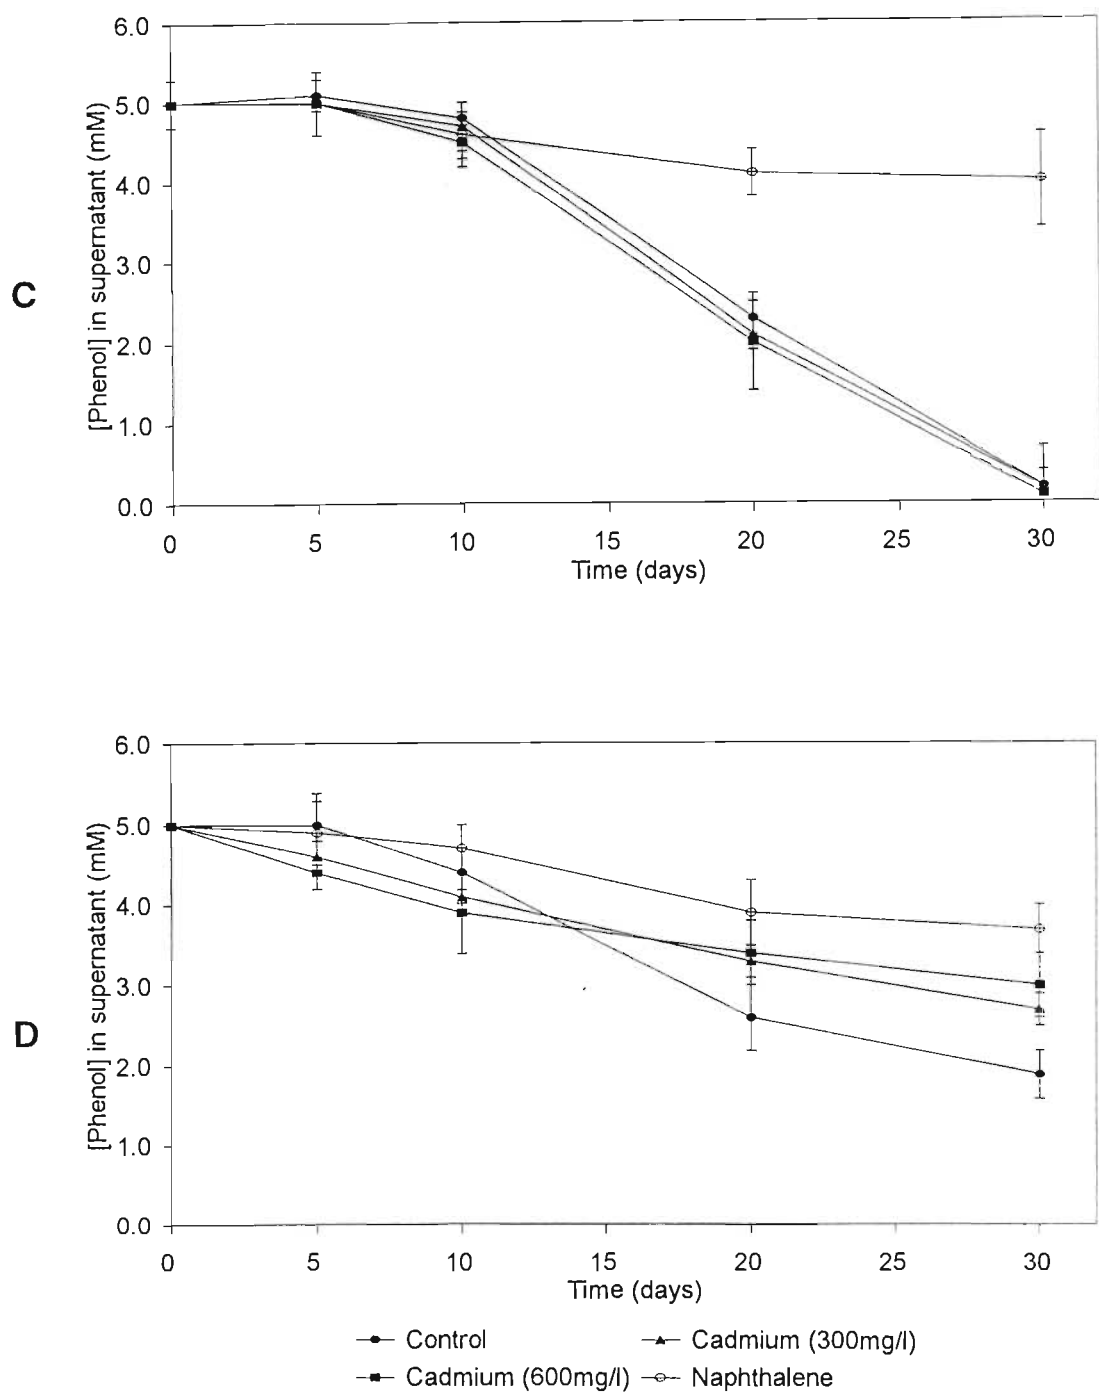 C
[Phenol] in supernatant (mM)
6.0
5.0
4.0
3.0
2.0
1.0
0.0
0 5 10 15 20 25 30
Time (days)
D
[Phenol] in supernatant (mM)
6.0
5.0
4.0
3.0
2.0
1.0
0.0
0 5 10 15 20 25 30
Time (days)
Control Cadmium (300mg/l)
Cadmium (600mg/l) Naphthalene